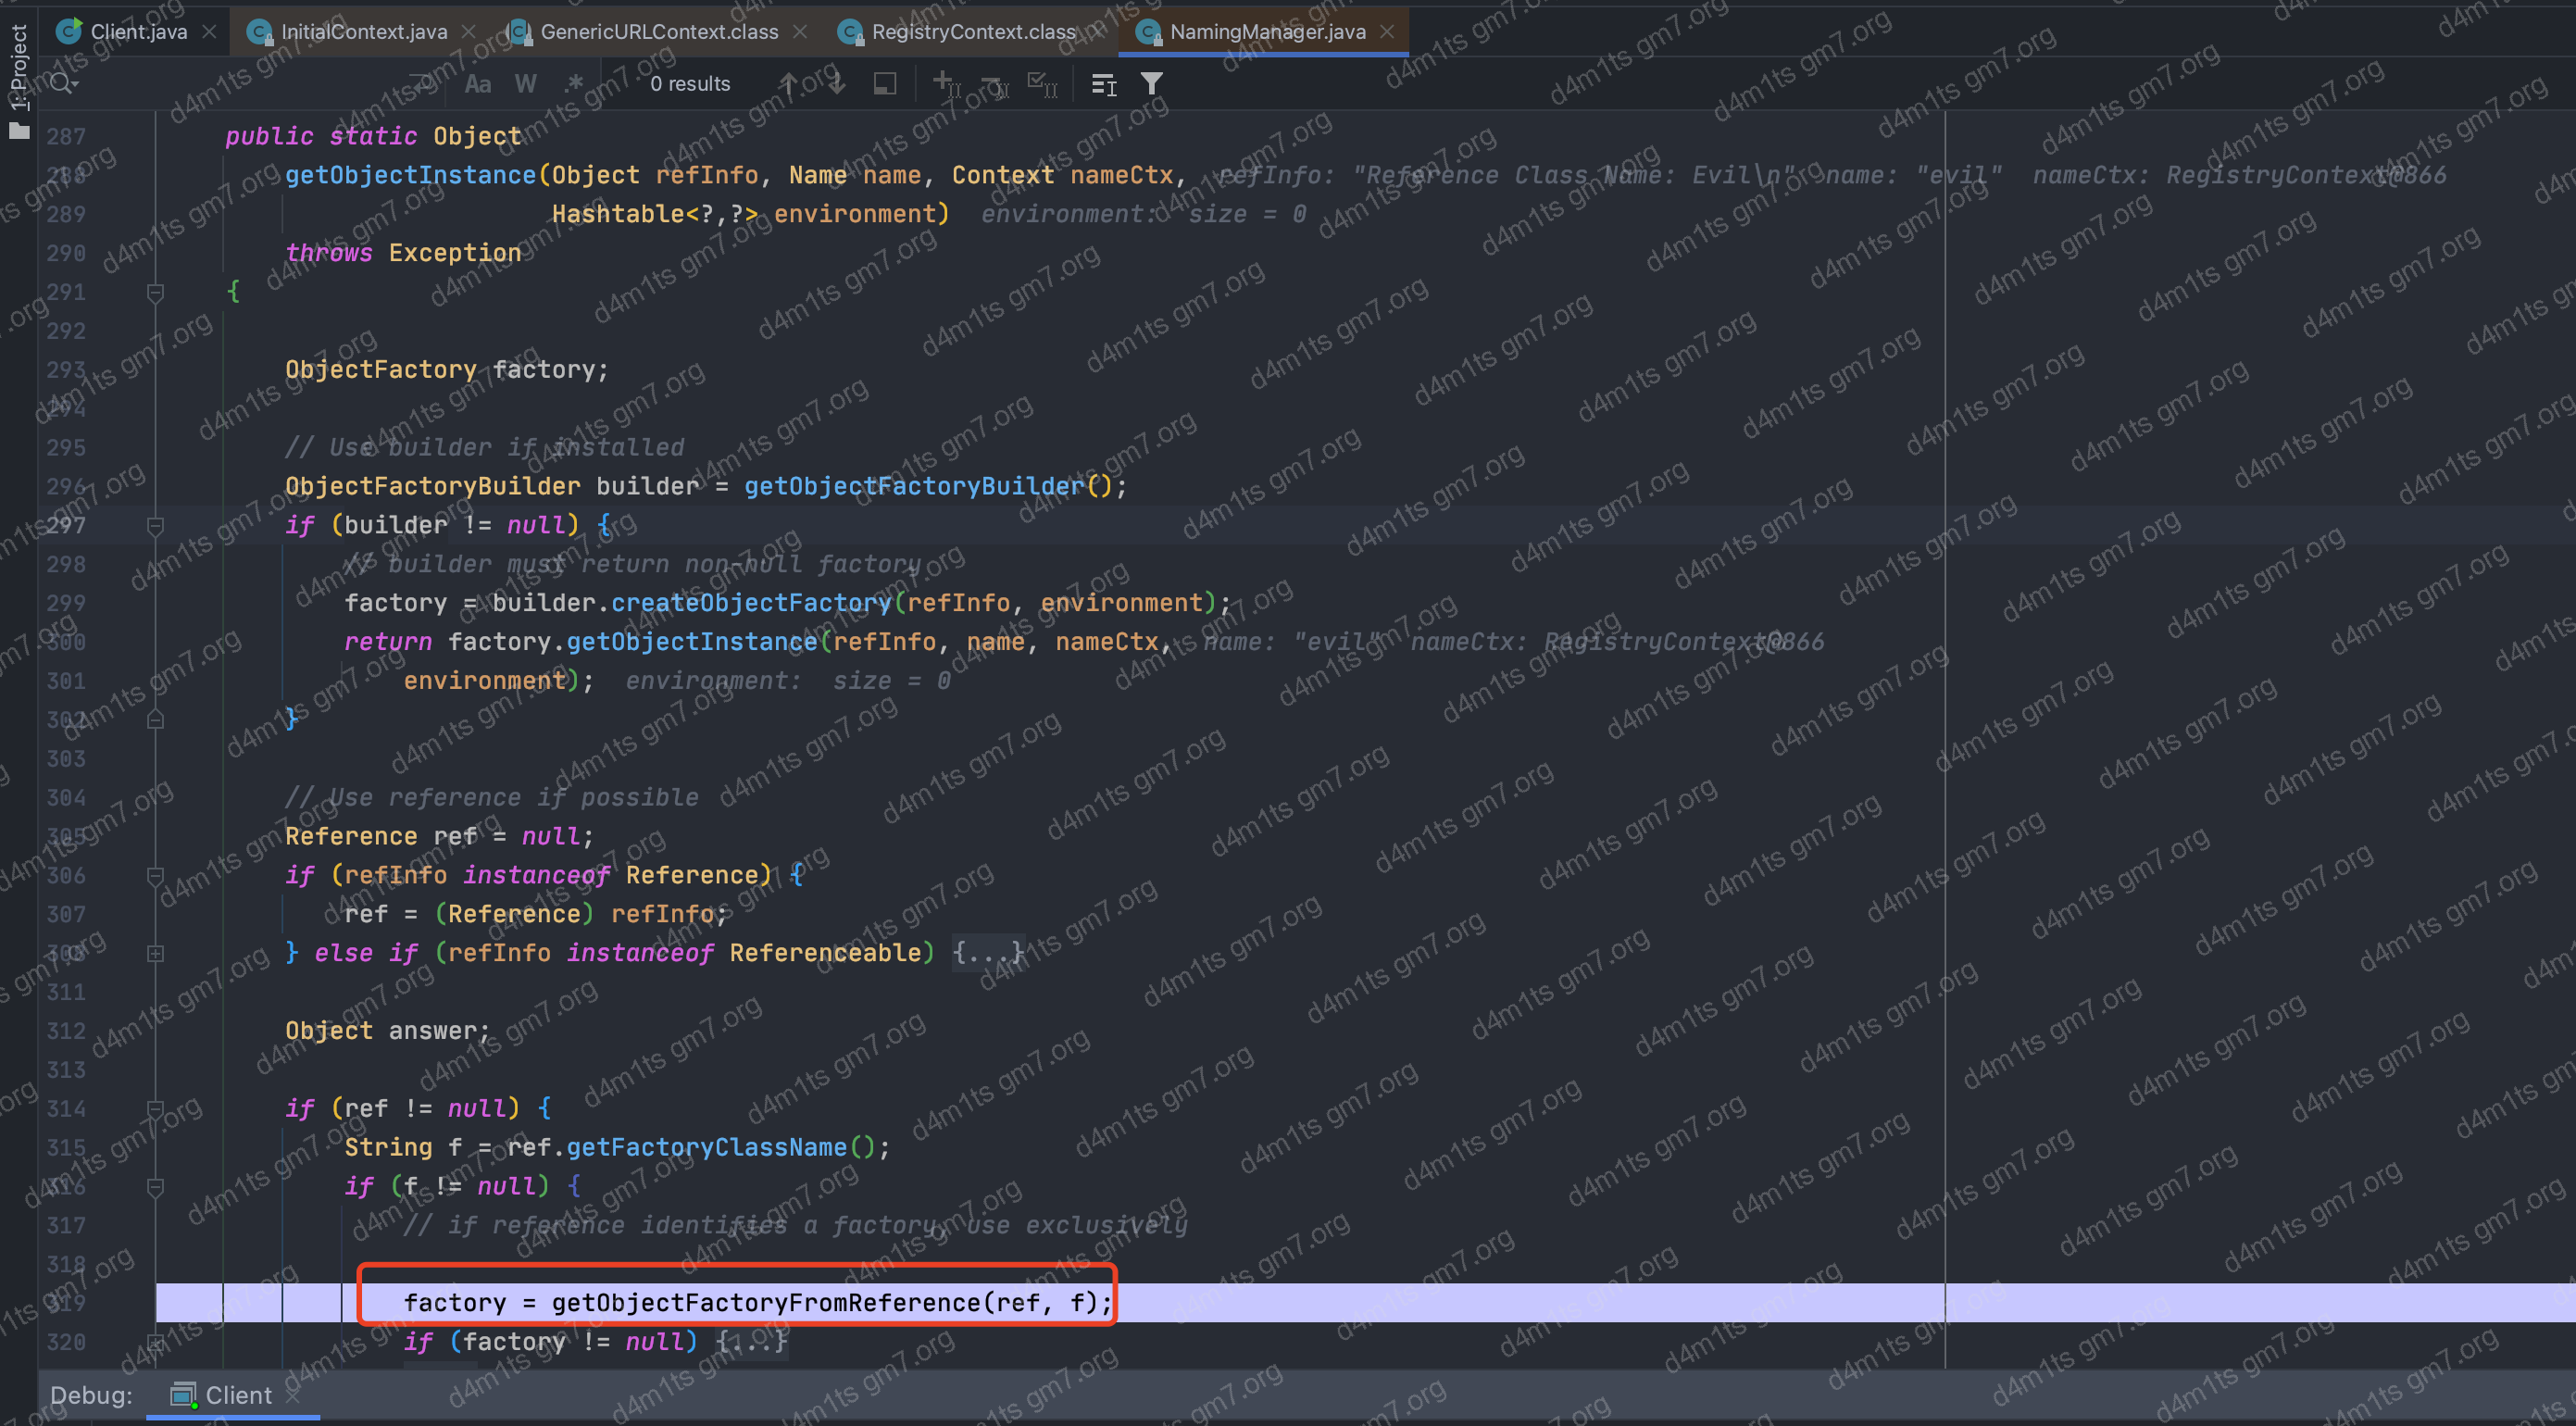 1: Project
Client.java
InitialContext.java
GenericURLContext.class
RegistryContext.class
NamingManager.java
Aa W .* 0 results
287 public static Object
288 getObjectInstance(Object refInfo, Name name, Context nameCtx, refInfo: "Reference Class Name: Evil\n" name: "evil" nameCtx: RegistryContext@866
289 Hashtable<?,?> environment) environment: size = 0
290 throws Exception
291 {
292
293 ObjectFactory factory;
294
295 // Use builder if installed
296 ObjectFactoryBuilder builder = getObjectFactoryBuilder();
297 if (builder != null) {
298 // builder must return non-null factory
299 factory = builder.createObjectFactory(refInfo, environment);
300 return factory.getObjectInstance(refInfo, name, nameCtx, name: "evil" nameCtx: RegistryContext@866
301 environment); environment: size = 0
302 }
303
304 // Use reference if possible
305 Reference ref = null;
306 if (refInfo instanceof Reference) {
307 ref = (Reference) refInfo;
308 } else if (refInfo instanceof Referenceable) {...}
311
312 Object answer;
313
314 if (ref != null) {
315 String f = ref.getFactoryClassName();
316 if (f != null) {
317 // if reference identifies a factory, use exclusively
318
319 factory = getObjectFactoryFromReference(ref, f);
320 if (factory != null) {...}
Debug: Client
d4m1ts gm7.org